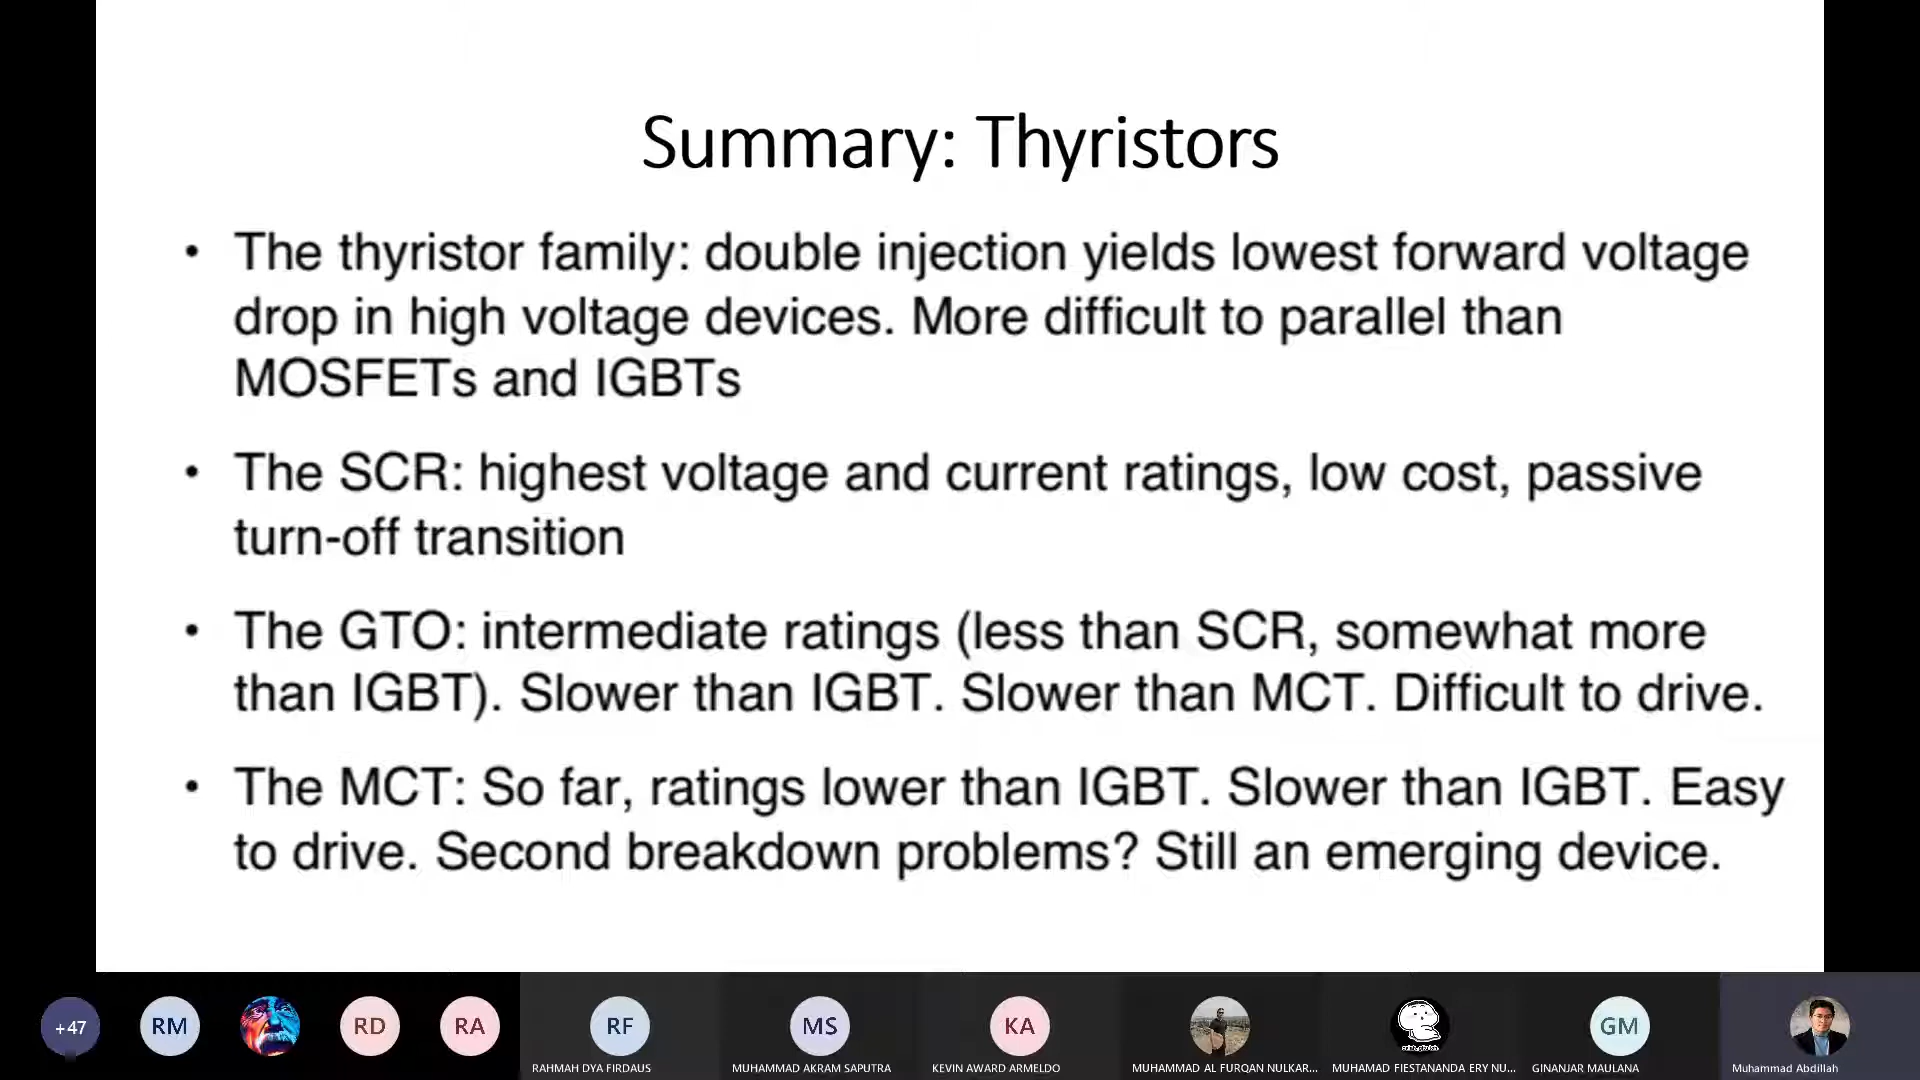 Summary: Thyristors
• The thyristor family: double injection yields lowest forward voltage
drop in high voltage devices. More difficult to parallel than
MOSFETs and IGBTs
• The SCR: highest voltage and current ratings, low cost, passive
turn-off transition
• The GTO: intermediate ratings (less than SCR, somewhat more
than IGBT). Slower than IGBT. Slower than MCT. Difficult to drive.
• The MCT: So far, ratings lower than IGBT. Slower than IGBT. Easy
to drive. Second breakdown problems? Still an emerging device.
+47
RM
RD
RA
RF
MS
KA
GM
RAHMAH DYA FIRDAUS
MUHAMMAD AKRAM SAPUTRA
KEVIN AWARD ARMELDO
MUHAMMAD AL FURQAN NULKAR...
MUHAMAD FIESTANANDA ERY NU...
GINANJAR MAULANA
Muhammad Abdillah